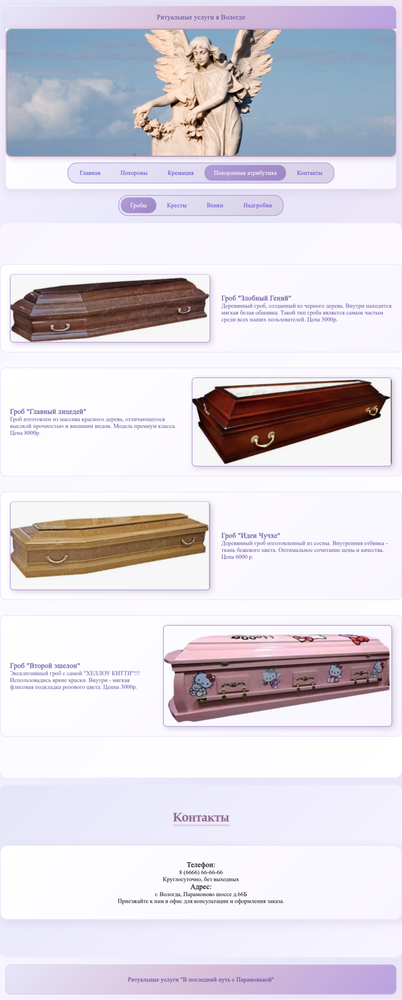 Ритуальные услуги в Вологде
Главная Похороны Кремация Похоронная атрибутика Контакты
Гробы Кресты Венки Надгробия
Гроб "Злобный Гений"
Деревянный гроб, созданный из черного дерева. Внутри находится
мягкая белая обшивка. Такой тип гроба является самым частым
среди всех наших пользователей. Цена 3000р.
Гроб "Главный лицедей"
Гроб изготовлен из массива красного дерева, отличающегося
выслклй прочностью и внешним видом. Модель премиум класса.
Цена 8000р.
Гроб "Идеи Чучхе"
Деревянный гроб изготовленный из сосны. Внутренняя отбивка -
ткань бежевого цвета. Оптимальное сочитание цены и качества.
Цена 6000 р.
Гроб "Второй эшелон"
Эксклюзивный гроб с самой "ХЕЛЛОУ КИТТИ"!!!
Использовадись яркие краски. Внутри - мягкая
флисовая подкладка розового цвета. Ценна 3000р.
Контакты
Телефон:
8 (6666) 66-66-66
Круглосуточно, без выходных
Адрес:
г. Вологда, Парамоново шоссе д.66Б
Приезжайте к нам в офис для консультации и оформления заказа.
Ритуальные услуги "В последний путь с Парамонькой"